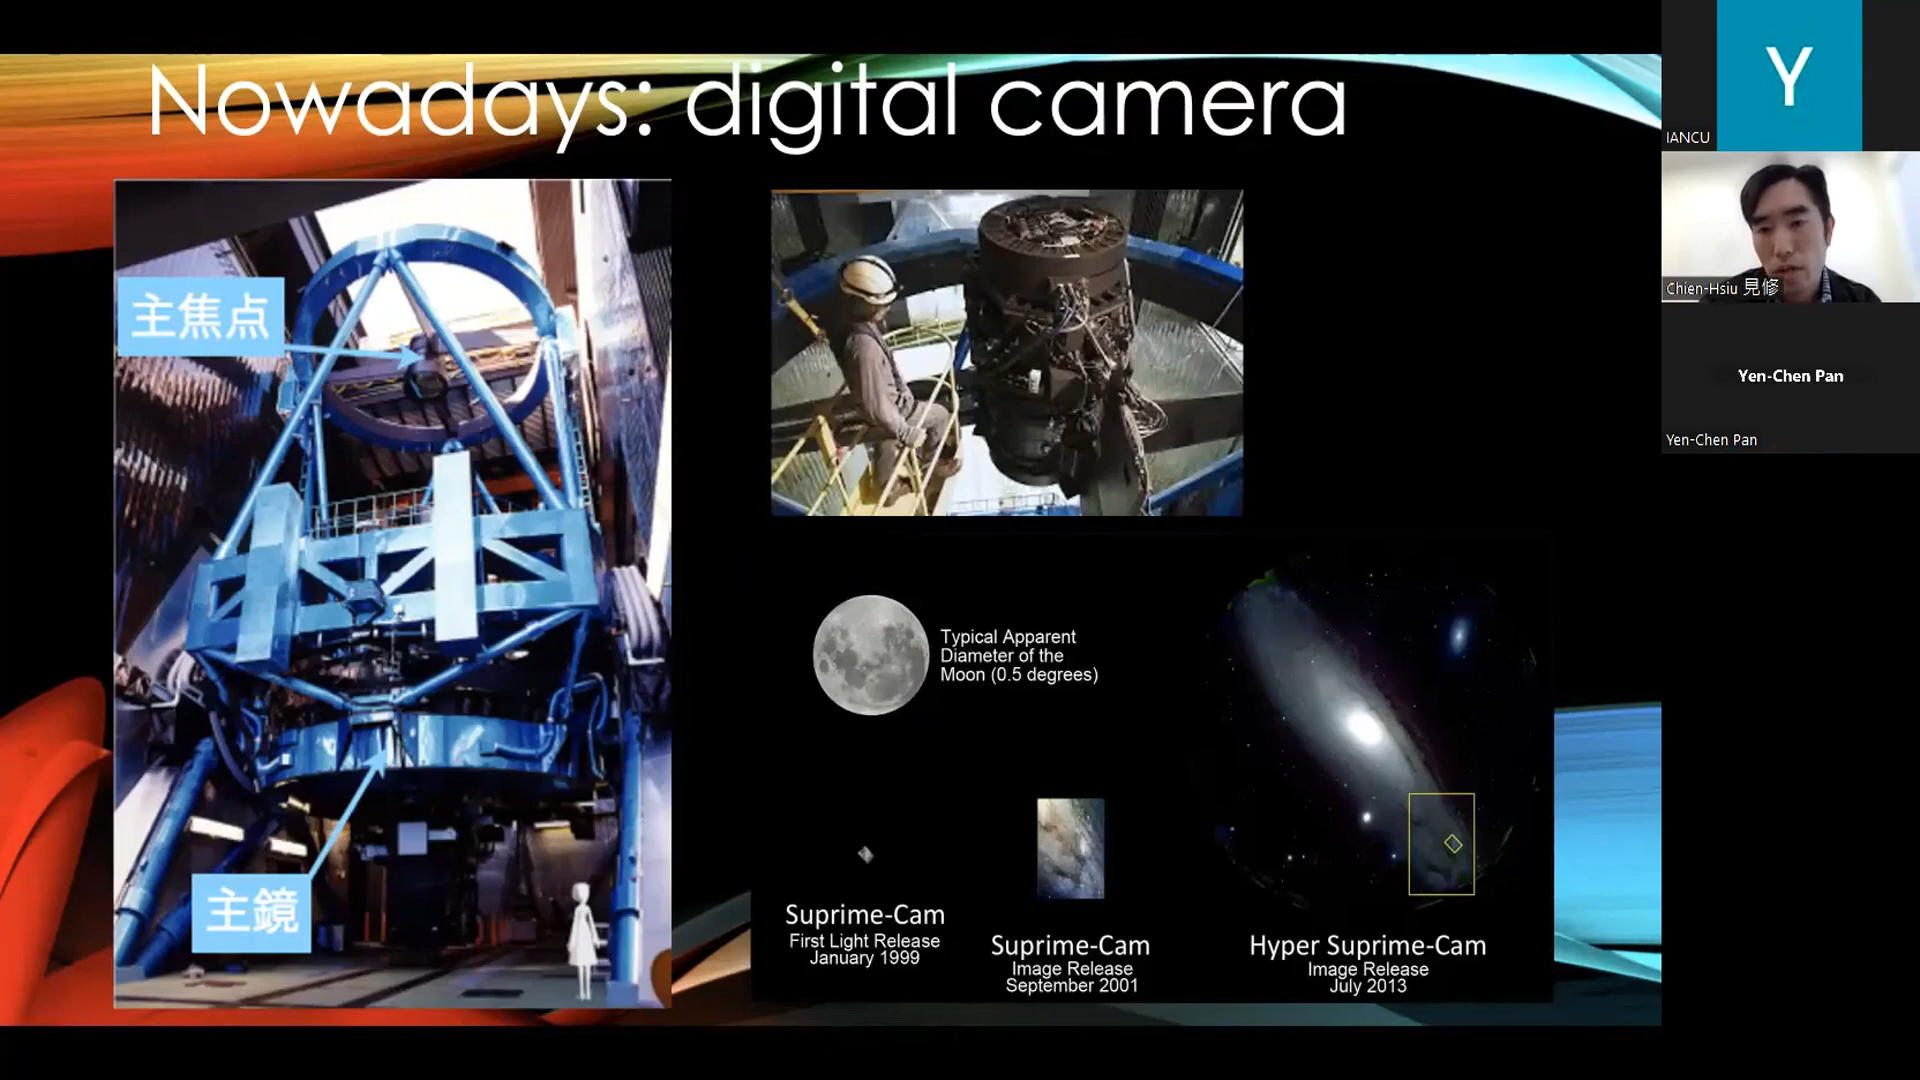 Nowadays: digital camera
主焦点
主鏡
Typical Apparent
Diameter of the
Moon (0.5 degrees)
Suprime-Cam
First Light Release
January 1999
Suprime-Cam
Image Release
September 2001
Hyper Suprime-Cam
Image Release
July 2013
Y
IANCU
Chien-Hsiu 見修
Yen-Chen Pan
Yen-Chen Pan